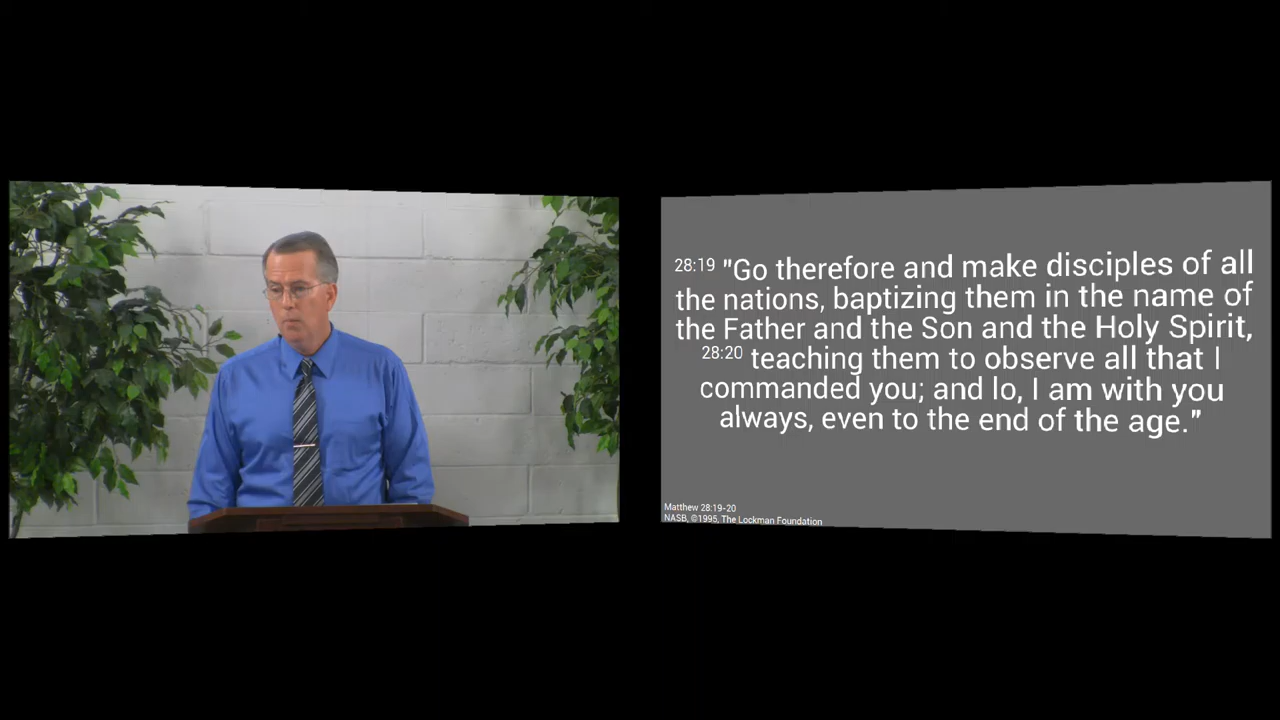 28:19 "Go therefore and make disciples of all
the nations, baptizing them in the name of
the Father and the Son and the Holy Spirit,
28:20 teaching them to observe all that I
commanded you; and lo, I am with you
always, even to the end of the age."
Matthew 28:19-20
NASB, ©1995, The Lockman Foundation